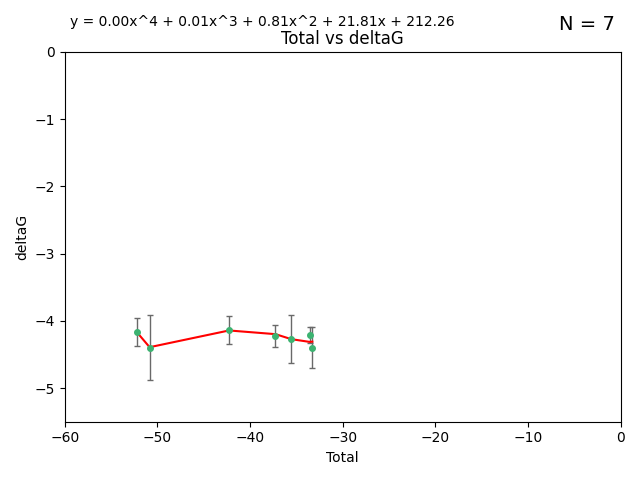 y = 0.00x^4 + 0.01x^3 + 0.81x^2 + 21.81x + 212.26
N = 7
Total vs deltaG
0
−1
−2
−3
−4
−5
deltaG
−60 −50 −40 −30 −20 −10 0
Total